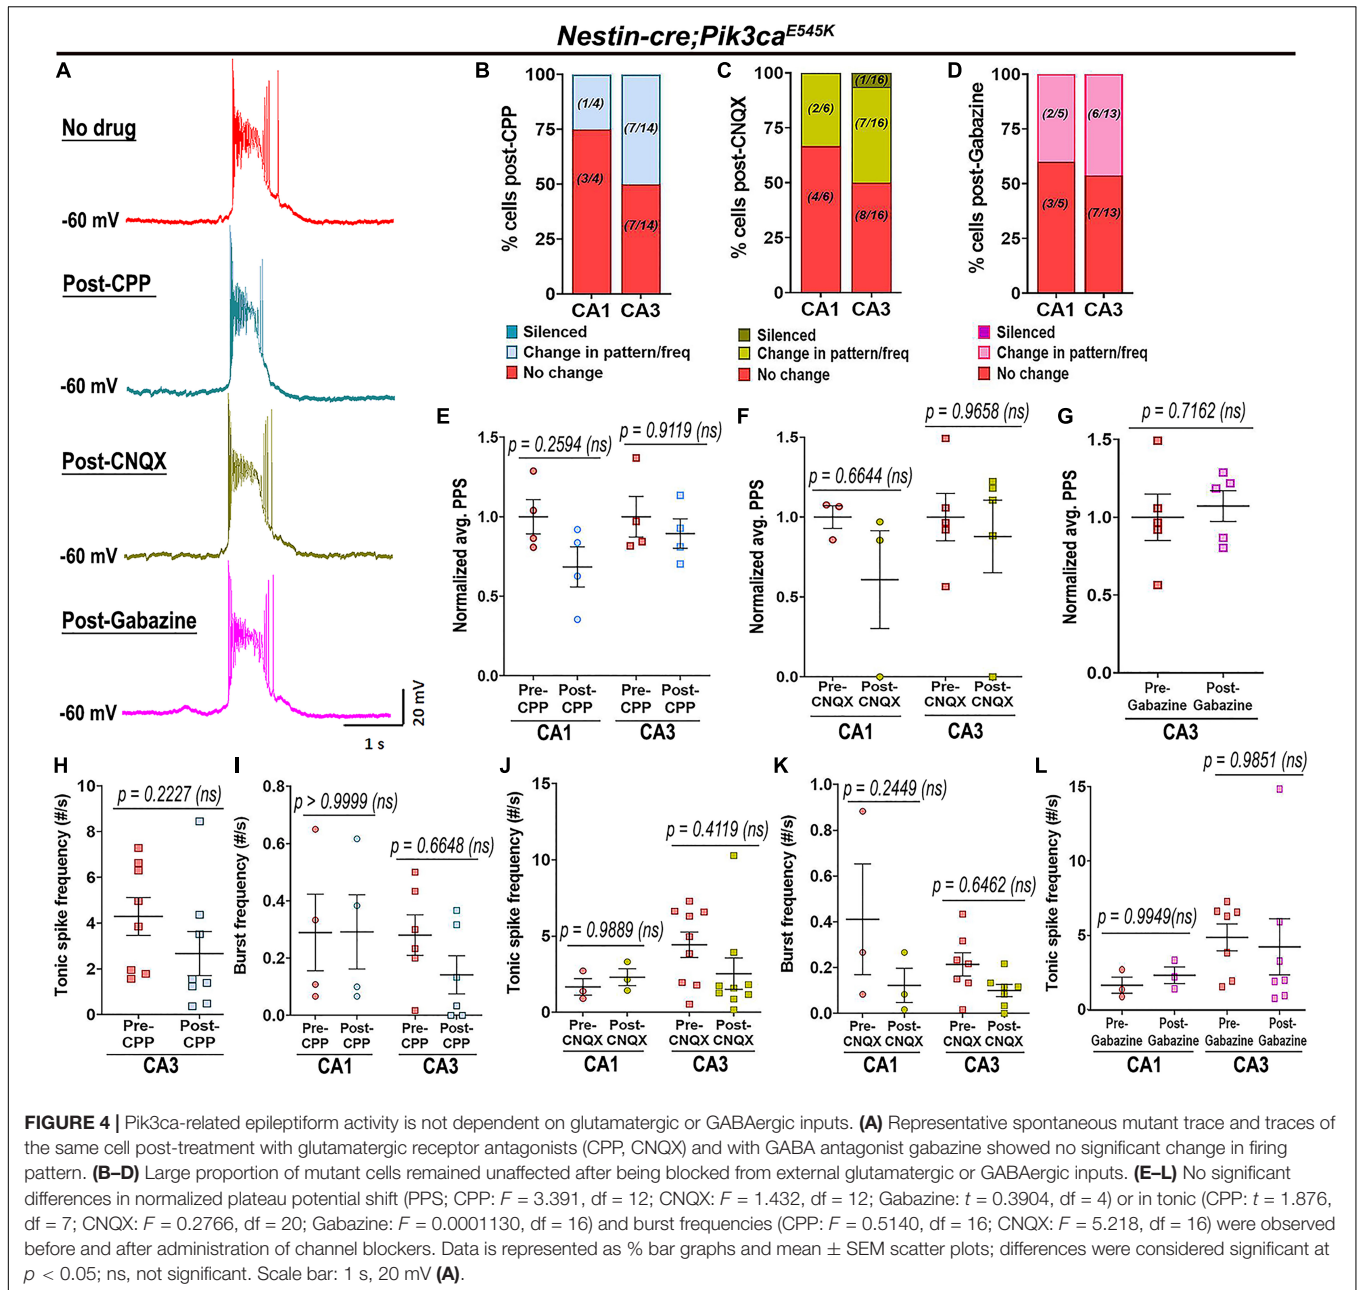 Nestin-cre;Pik3caE545K
A
No drug
-60 mV
Post-CPP
-60 mV
Post-CNQX
-60 mV
Post-Gabazine
-60 mV
20 mV
1 s
B
% cells post-CPP
100
75
50
25
0
(1/4)
(3/4)
(7/14)
(7/14)
CA1 CA3
Silenced
Change in pattern/freq
No change
C
% cells post-CNQX
100
75
50
25
0
(2/6)
(4/6)
(1/16)
(7/16)
(8/16)
CA1 CA3
Silenced
Change in pattern/freq
No change
D
% cells post-Gabazine
100
75
50
25
0
(2/5)
(3/5)
(6/13)
(7/13)
CA1 CA3
Silenced
Change in pattern/freq
No change
E
Normalized avg. PPS
1.5
1.0
0.5
0.0
p = 0.2594 (ns)
p = 0.9119 (ns)
Pre-CPP
Post-CPP
Pre-CPP
Post-CPP
CA1 CA3
F
Normalized avg. PPS
1.5
1.0
0.5
0.0
p = 0.6644 (ns)
p = 0.9658 (ns)
Pre-CNQX
Post-CNQX
Pre-CNQX
Post-CNQX
CA1 CA3
G
Normalized avg. PPS
1.5
1.0
0.5
0.0
p = 0.7162 (ns)
Pre-Gabazine
Post-Gabazine
CA3
H
Tonic spike frequency (#/s)
10
8
6
4
2
0
p = 0.2227 (ns)
Pre-CPP
Post-CPP
CA3
I
Burst frequency (#/s)
0.8
0.6
0.4
0.2
0.0
p > 0.9999 (ns)
p = 0.6648 (ns)
Pre-CPP
Post-CPP
Pre-CPP
Post-CPP
CA1 CA3
J
Tonic spike frequency (#/s)
15
10
5
0
p = 0.9889 (ns)
p = 0.4119 (ns)
Pre-CNQX
Post-CNQX
Pre-CNQX
Post-CNQX
CA1 CA3
K
Burst frequency (#/s)
1.0
0.8
0.6
0.4
0.2
0.0
p = 0.2449 (ns)
p = 0.6462 (ns)
Pre-CNQX
Post-CNQX
Pre-CNQX
Post-CNQX
CA1 CA3
L
Tonic spike frequency (#/s)
15
10
5
0
p = 0.9949(ns)
p = 0.9851 (ns)
Pre-Gabazine
Post-Gabazine
Pre-Gabazine
Post-Gabazine
CA1 CA3
FIGURE 4 | Pik3ca-related epileptiform activity is not dependent on glutamatergic or GABAergic inputs. (A) Representative spontaneous mutant trace and traces of
the same cell post-treatment with glutamatergic receptor antagonists (CPP, CNQX) and with GABA antagonist gabazine showed no significant change in firing
pattern. (B–D) Large proportion of mutant cells remained unaffected after being blocked from external glutamatergic or GABAergic inputs. (E–L) No significant
differences in normalized plateau potential shift (PPS; CPP: F = 3.391, df = 12; CNQX: F = 1.432, df = 12; Gabazine: t = 0.3904, df = 4) or in tonic (CPP: t = 1.876,
df = 7; CNQX: F = 0.2766, df = 20; Gabazine: F = 0.0001130, df = 16) and burst frequencies (CPP: F = 0.5140, df = 16; CNQX: F = 5.218, df = 16) were observed
before and after administration of channel blockers. Data is represented as % bar graphs and mean ± SEM scatter plots; differences were considered significant at
p < 0.05; ns, not significant. Scale bar: 1 s, 20 mV (A).